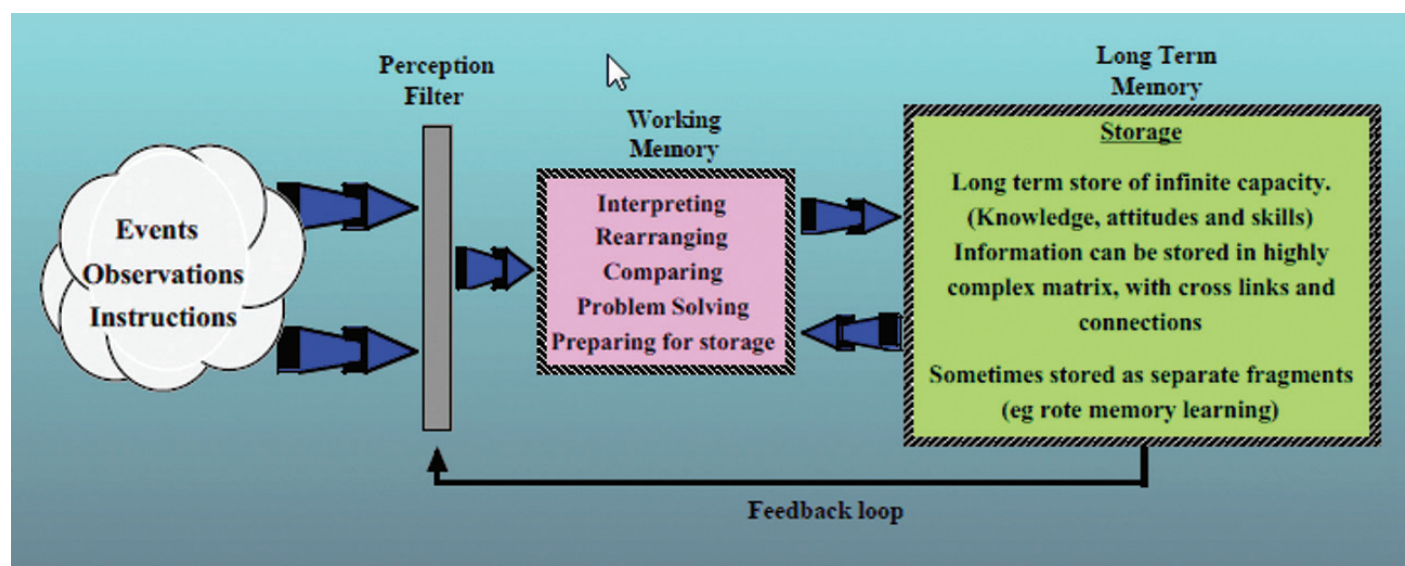 Perception
Filter
Long Term
Memory
Working
Memory
Events
Observations
Instructions
Interpreting
Rearranging
Comparing
Problem Solving
Preparing for storage
Storage
Long term store of infinite capacity.
(Knowledge, attitudes and skills)
Information can be stored in highly
complex matrix, with cross links and
connections
Sometimes stored as separate fragments
(eg rote memory learning)
Feedback loop